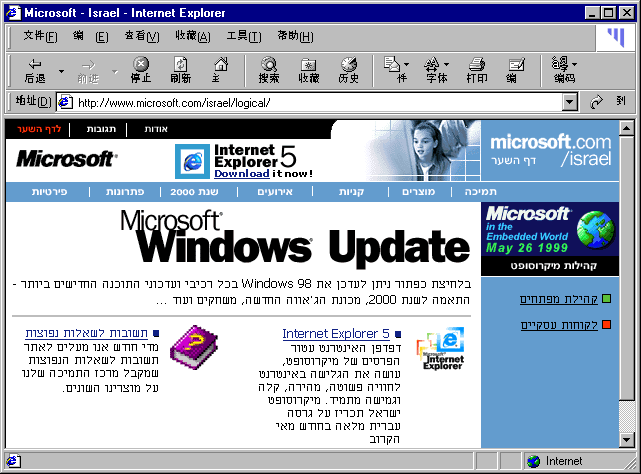 Microsoft - Israel - Internet Explorer
文件(F) 编 (E) 查看(V) 收藏(A) 工具(T) 帮助(H)
后退 前进 停止 刷新 主 搜索 收藏 历史 件 字体 打印 编 编码
地址(D) http://www.microsoft.com/israel/logical/ 到
אודות תגובות לדף השער
Microsoft
Internet Explorer 5
Download it now!
microsoft.com
/israel
דף השער
תמיכה מוצרים קניות אירועים שנת 2000 פתרונות פירטיות
Microsoft
Windows Update
בלחיצת כפתור ניתן לעדכן את Windows 98 בכל רכיבי ועדכוני התוכנה החדשים ביותר -
התאמה לשנת 2000, מכונת הג'אווה החדשה, משחקים ועוד ...
Microsoft
in the
Embedded World
May 26 1999
קהילות מיקרוסופט
קהילת מפתחים
לקוחות עסקיים
Internet Explorer 5
דפדפן האינטרנט עטור
הפרסים של מיקרוסופט,
עושה את הגלישה באינטרנט
לחוויה פשוטה, מהירה, קלה
וגמישה מתמיד. מיקרוסופט
ישראל תכריז על גרסה
עברית מלאה בחודש מאי
הקרוב
Microsoft
Internet
Explorer
תשובות לשאלות נפוצות
מדי חודש אנו מעלים לאתר
תשובות לשאלות הנפוצות
שמקבל מרכז התמיכה שלנו
על מוצרינו השונים.
Internet